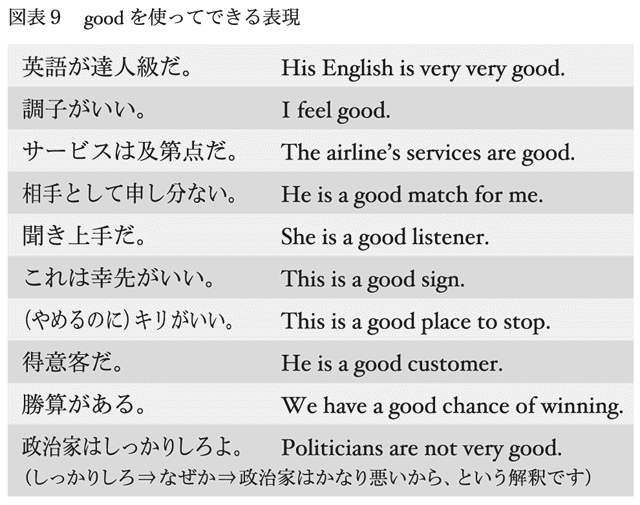 図表9　goodを使ってできる表現
英語が達人級だ。　His English is very very good.
調子がいい。　I feel good.
サービスは及第点だ。　The airline’s services are good.
相手として申し分ない。　He is a good match for me.
聞き上手だ。　She is a good listener.
これは幸先がいい。　This is a good sign.
（やめるのに）キリがいい。　This is a good place to stop.
得意客だ。　He is a good customer.
勝算がある。　We have a good chance of winning.
政治家はしっかりしろよ。　Politicians are not very good.
（しっかりしろ⇒なぜか⇒政治家はかなり悪いから、という解釈です）